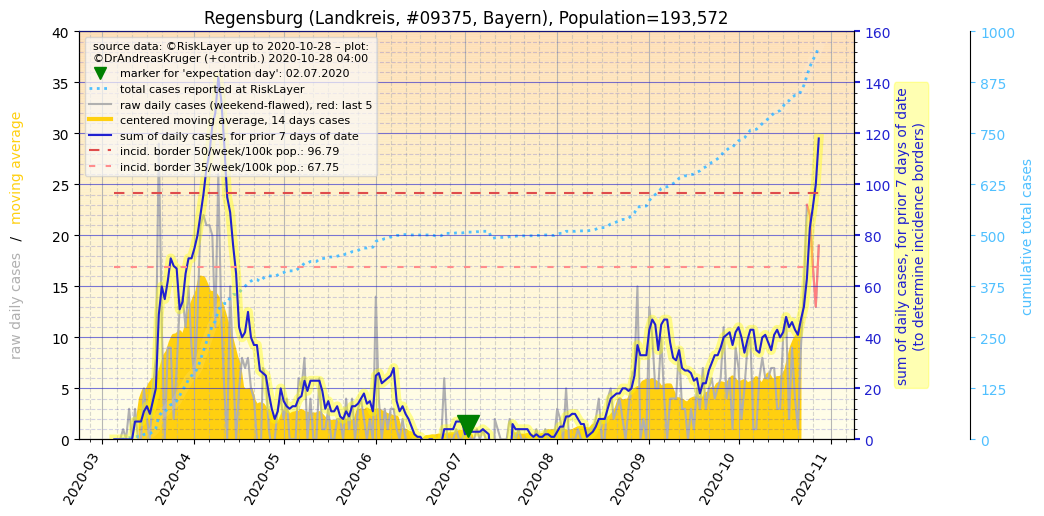 Regensburg (Landkreis, #09375, Bayern), Population=193,572
source data: ©RiskLayer up to 2020-10-28 – plot:
©DrAndreasKruger (+contrib.) 2020-10-28 04:00
marker for 'expectation day': 02.07.2020
total cases reported at RiskLayer
raw daily cases (weekend-flawed), red: last 5
centered moving average, 14 days cases
sum of daily cases, for prior 7 days of date
incid. border 50/week/100k pop.: 96.79
incid. border 35/week/100k pop.: 67.75
raw daily cases / moving average
40
35
30
25
20
15
10
5
0
160
140
120
100
80
60
40
20
0
sum of daily cases, for prior 7 days of date
(to determine incidence borders)
1000
875
750
625
500
375
250
125
0
cumulative total cases
2020-03
2020-04
2020-05
2020-06
2020-07
2020-08
2020-09
2020-10
2020-11